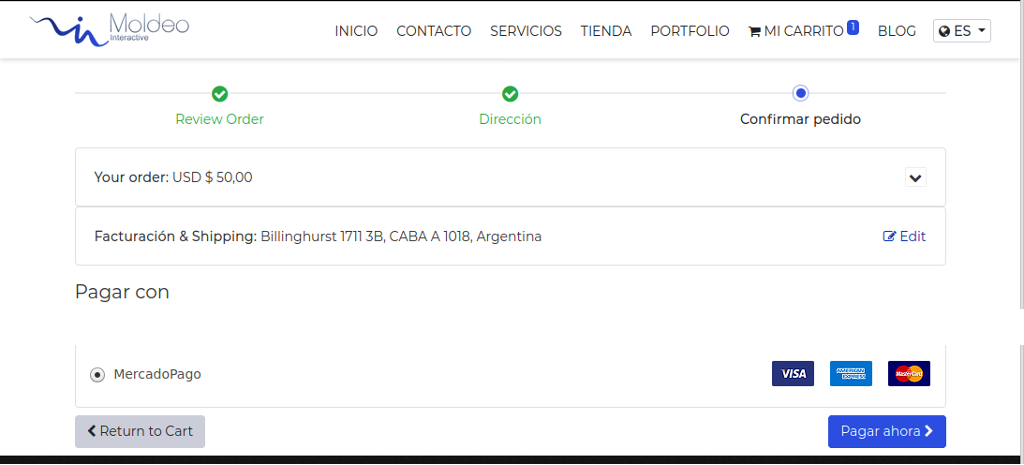 Moldeo
Interactive
INICIO CONTACTO SERVICIOS TIENDA PORTFOLIO MI CARRITO 1 BLOG ES
Review Order Dirección Confirmar pedido
Your order: USD $ 50,00
Facturación & Shipping: Billinghurst 1711 3B, CABA A 1018, Argentina Edit
Pagar con
MercadoPago VISA AMERICAN EXPRESS MasterCard
Return to Cart Pagar ahora